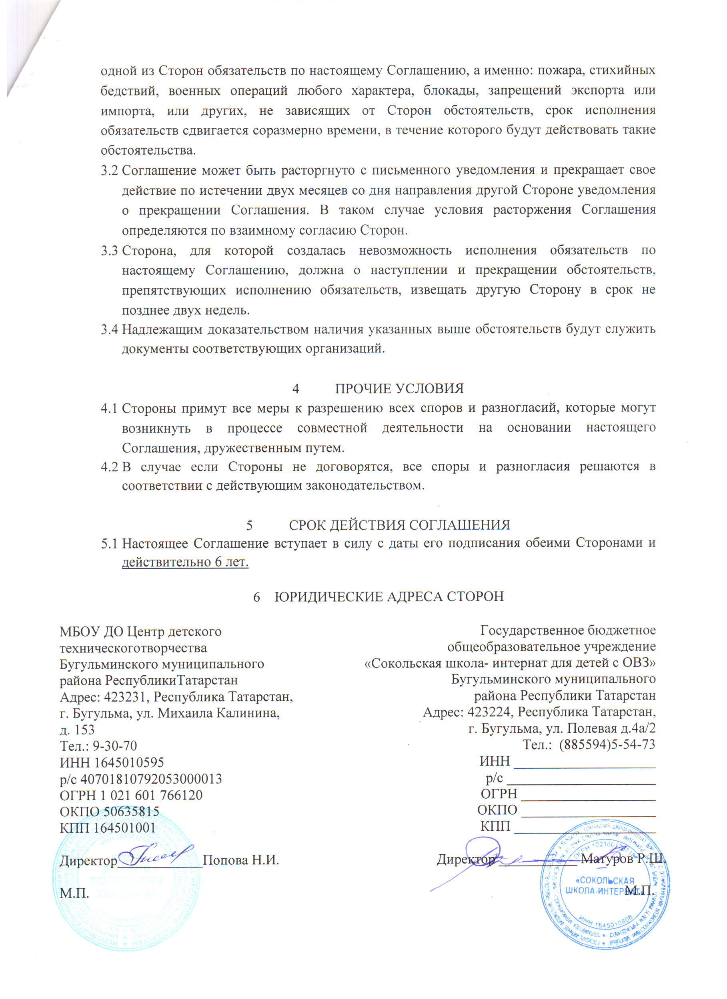 одной из Сторон обязательств по настоящему Соглашению, а именно: пожара, стихийных
бедствий, военных операций любого характера, блокады, запрещений экспорта или
импорта, или других, не зависящих от Сторон обстоятельств, срок исполнения
обязательств сдвигается соразмерно времени, в течение которого будут действовать такие
обстоятельства.
3.2 Соглашение может быть расторгнуто с письменного уведомления и прекращает свое
действие по истечении двух месяцев со дня направления другой Стороне уведомления
о прекращении Соглашения. В таком случае условия расторжения Соглашения
определяются по взаимному согласию Сторон.
3.3 Сторона, для которой создалась невозможность исполнения обязательств по
настоящему Соглашению, должна о наступлении и прекращении обстоятельств,
препятствующих исполнению обязательств, извещать другую Сторону в срок не
позднее двух недель.
3.4 Надлежащим доказательством наличия указанных выше обстоятельств будут служить
документы соответствующих организаций.
4 ПРОЧИЕ УСЛОВИЯ
4.1 Стороны примут все меры к разрешению всех споров и разногласий, которые могут
возникнуть в процессе совместной деятельности на основании настоящего
Соглашения, дружественным путем.
4.2 В случае если Стороны не договорятся, все споры и разногласия решаются в
соответствии с действующим законодательством.
5 СРОК ДЕЙСТВИЯ СОГЛАШЕНИЯ
5.1 Настоящее Соглашение вступает в силу с даты его подписания обеими Сторонами и
действительно 6 лет.
6 ЮРИДИЧЕСКИЕ АДРЕСА СТОРОН
МБОУ ДО Центр детского
техническоготворчества
Бугульминского муниципального
района РеспубликиТатарстан
Адрес: 423231, Республика Татарстан,
г. Бугульма, ул. Михаила Калинина,
д. 153
Тел.: 9-30-70
ИНН 1645010595
р/с 40701810792053000013
ОГРН 1 021 601 766120
ОКПО 50635815
КПП 164501001
Директор____________Попова Н.И.
М.П.
Государственное бюджетное
общеобразовательное учреждение
«Сокольская школа- интернат для детей с ОВЗ»
Бугульминского муниципального
района Республики Татарстан
Адрес: 423224, Республика Татарстан,
г. Бугульма, ул. Полевая д.4а/2
Тел.: (885594)5-54-73
ИНН ____________________
р/с _____________________
ОГРН ___________________
ОКПО ___________________
КПП ____________________
Директор ___________ Матуров Р.Ш.
М.П.
«СОКОЛЬСКАЯ
ШКОЛА-ИНТЕРНАТ»
ИНН 1645010806